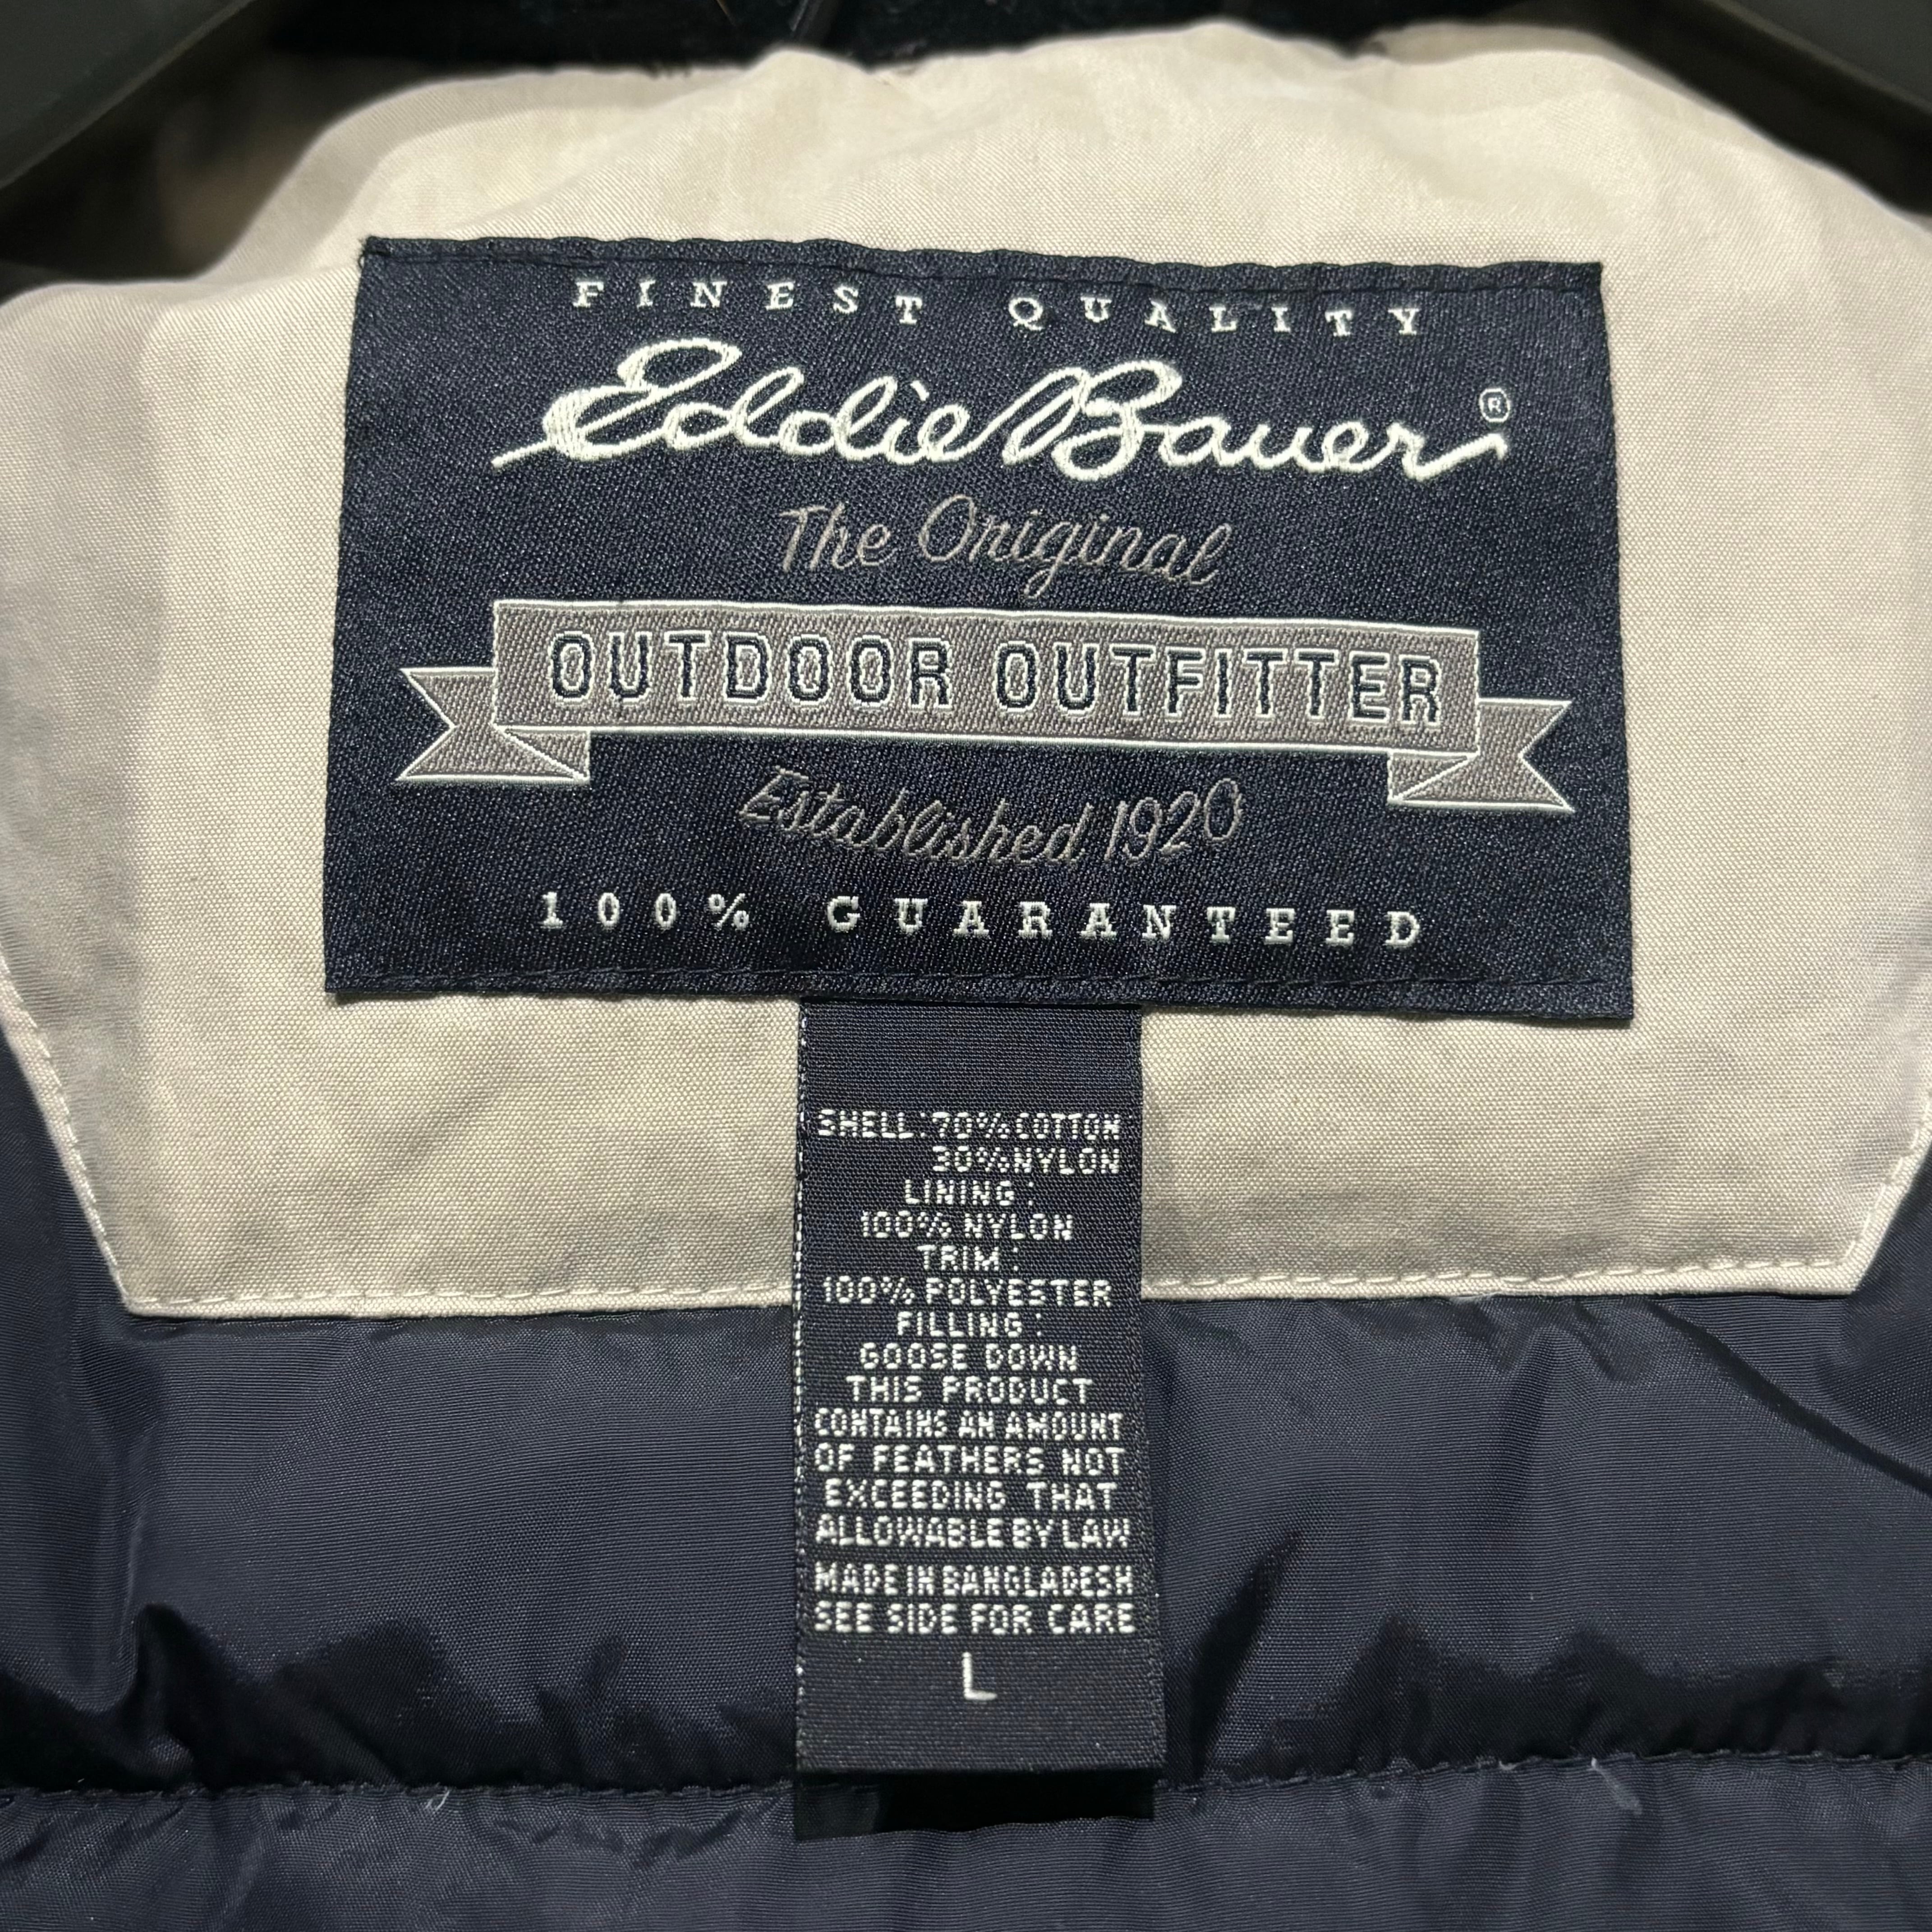 FINEST QUALITY
Eddie Bauer®
The Original
OUTDOOR OUTFITTER
Established 1920
100% GUARANTEED
SHELL: 70% COTTON
30% NYLON
LINING:
100% NYLON
TRIM:
100% POLYESTER
FILLING:
GOOSE DOWN
THIS PRODUCT
CONTAINS AN AMOUNT
OF FEATHERS NOT
EXCEEDING THAT
ALLOWABLE BY LAW
MADE IN BANGLADESH
SEE SIDE FOR CARE
L